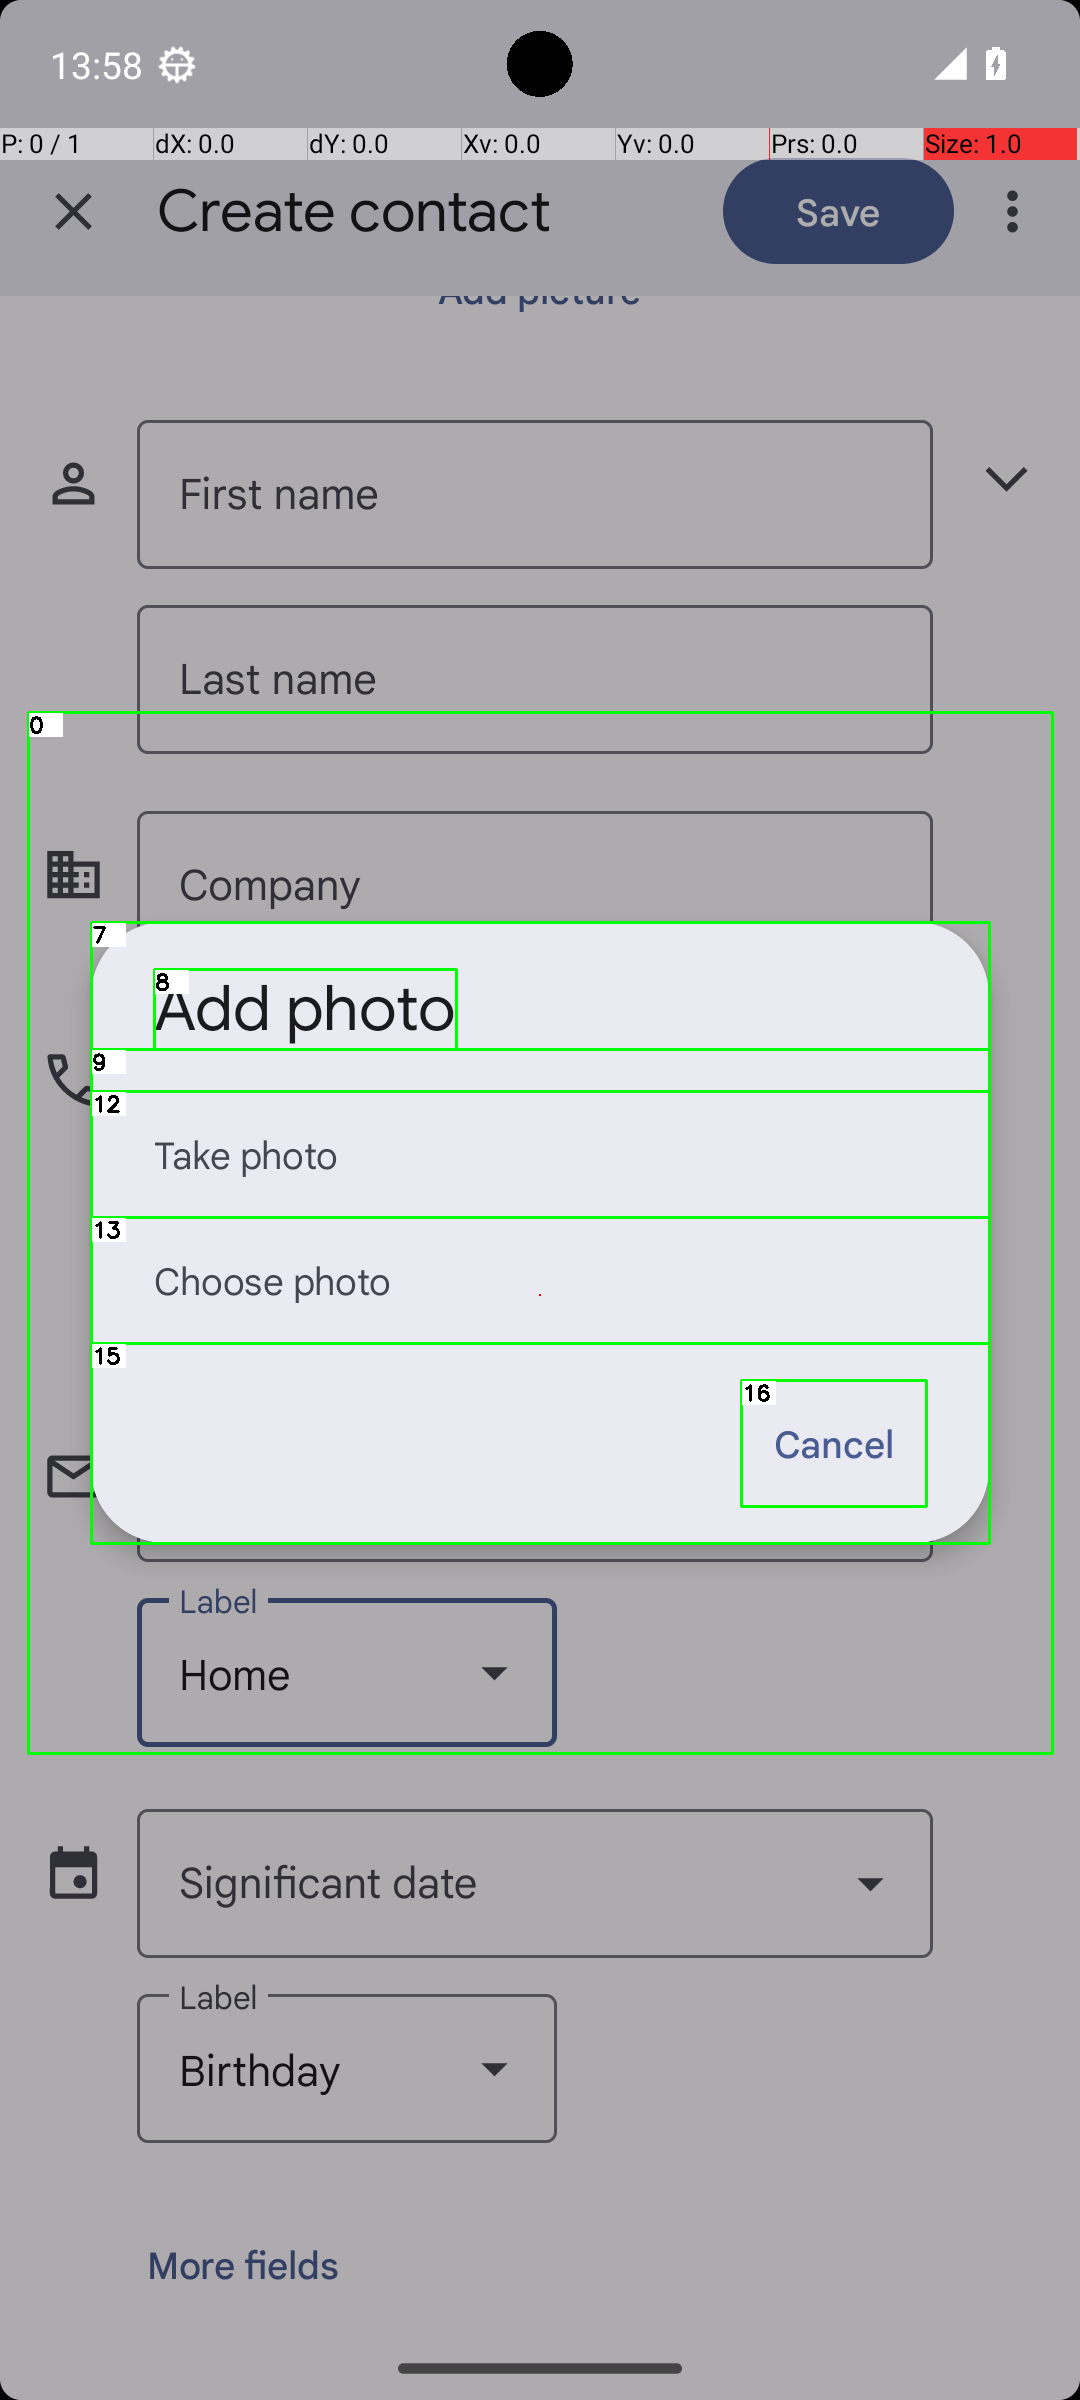 13:58
P: 0 / 1 dX: 0.0 dY: 0.0 Xv: 0.0 Yv: 0.0 Prs: 0.0 Size: 1.0
Create contact Save
Add picture
First name
Last name
0
Company
7
8
Add photo
9
12
Take photo
13
Choose photo
15
16
Cancel
Label
Home
Significant date
Label
Birthday
More fields